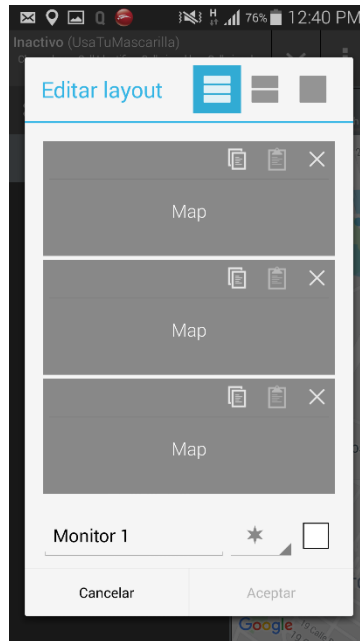 76% 12:40 PM
Inactivo (UsaTuMascarilla)
Editar layout
Map
Map
Map
Monitor 1
Cancelar Aceptar
Google